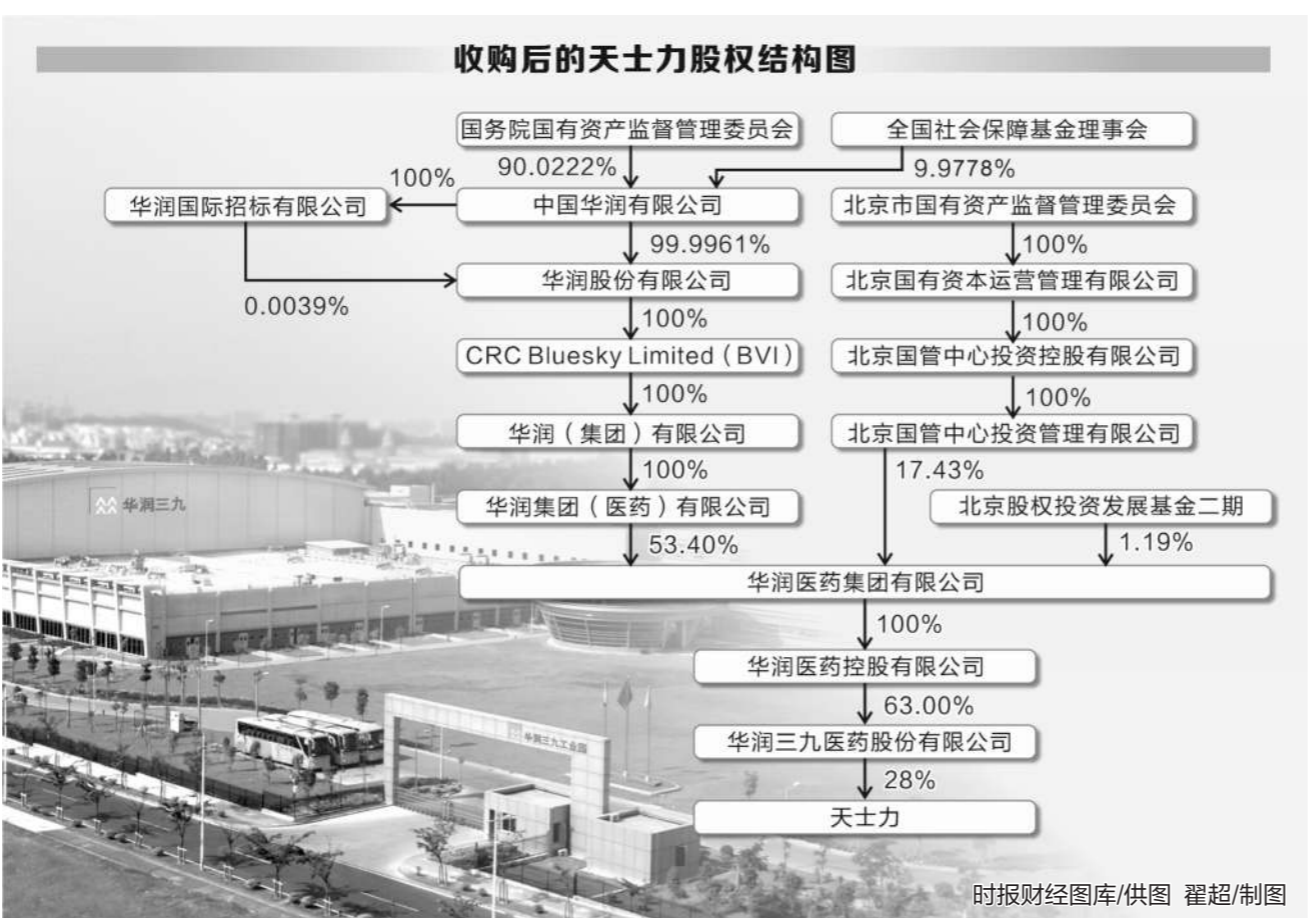 收购后的天士力股权结构图
国务院国有资产监督管理委员会
全国社会保障基金理事会
90.0222%
9.9778%
100%
华润国际招标有限公司
中国华润有限公司
北京市国有资产监督管理委员会
99.9961%
100%
华润股份有限公司
北京国有资本运营管理有限公司
0.0039%
100%
100%
CRC Bluesky Limited（BVI）
北京国管中心投资控股有限公司
100%
100%
华润（集团）有限公司
北京国管中心投资管理有限公司
100%
17.43%
华润集团（医药）有限公司
北京股权投资发展基金二期
华润三九
53.40%
1.19%
华润医药集团有限公司
100%
华润医药控股有限公司
63.00%
华润三九医药股份有限公司
华润三九工业园
28%
天士力
时报财经图库/供图 翟超/制图